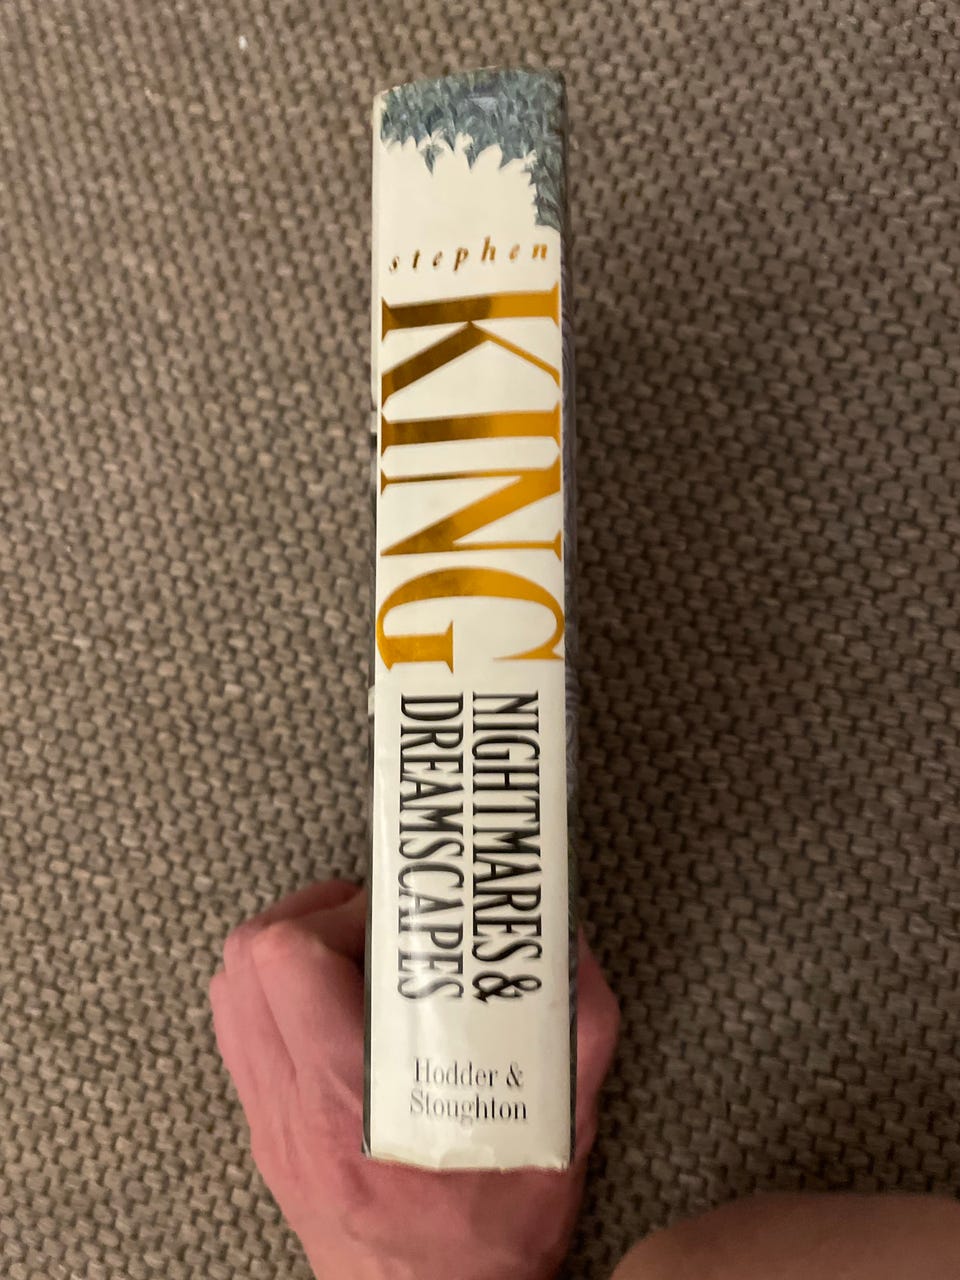 stephen
KING
NIGHTMARES &
DREAMSCAPES
Hodder &
Stoughton